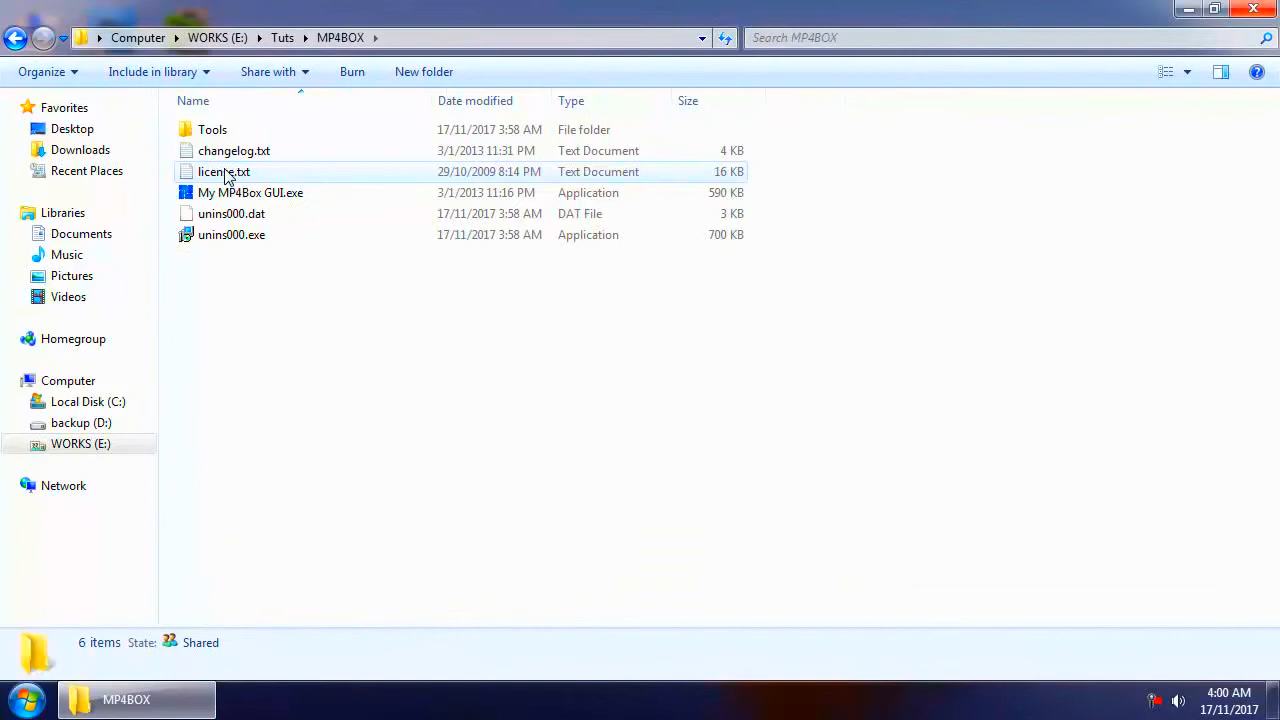 Computer WORKS (E:) Tuts MP4BOX
Search MP4BOX
Organize Include in library Share with Burn New folder
Name Date modified Type Size
Favorites
Desktop
Downloads
Recent Places
Libraries
Documents
Music
Pictures
Videos
Homegroup
Computer
Local Disk (C:)
backup (D:)
WORKS (E:)
Network
Tools 17/11/2017 3:58 AM File folder
changelog.txt 3/1/2013 11:31 PM Text Document 4 KB
license.txt 29/10/2009 8:14 PM Text Document 16 KB
My MP4Box GUI.exe 3/1/2013 11:16 PM Application 590 KB
unins000.dat 17/11/2017 3:58 AM DAT File 3 KB
unins000.exe 17/11/2017 3:58 AM Application 700 KB
6 items State: Shared
MP4BOX
4:00 AM
17/11/2017